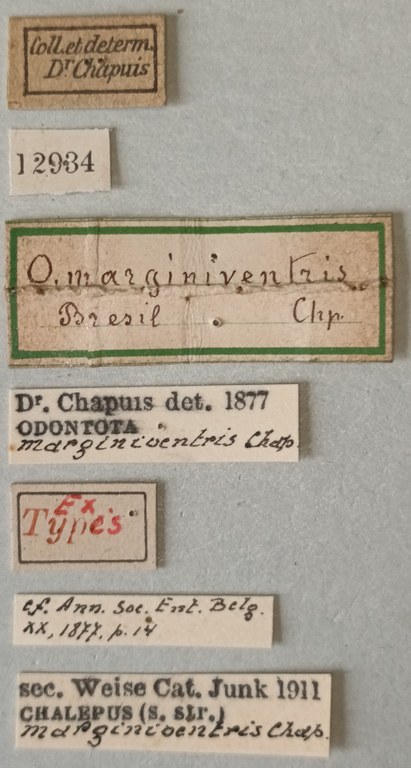 Coll. et determ.
Dr Chapuis
12934
O. marginiventris
Bresil Chp.
Dr. Chapuis det. 1877
ODONTOTA
marginiventris Chap.
Ex
Types
cf. Ann. Soc. Ent. Belg.
XX, 1877, p. 14
sec. Weise Cat. Junk 1911
CHALEPUS (s. str.)
marginiventris Chap.